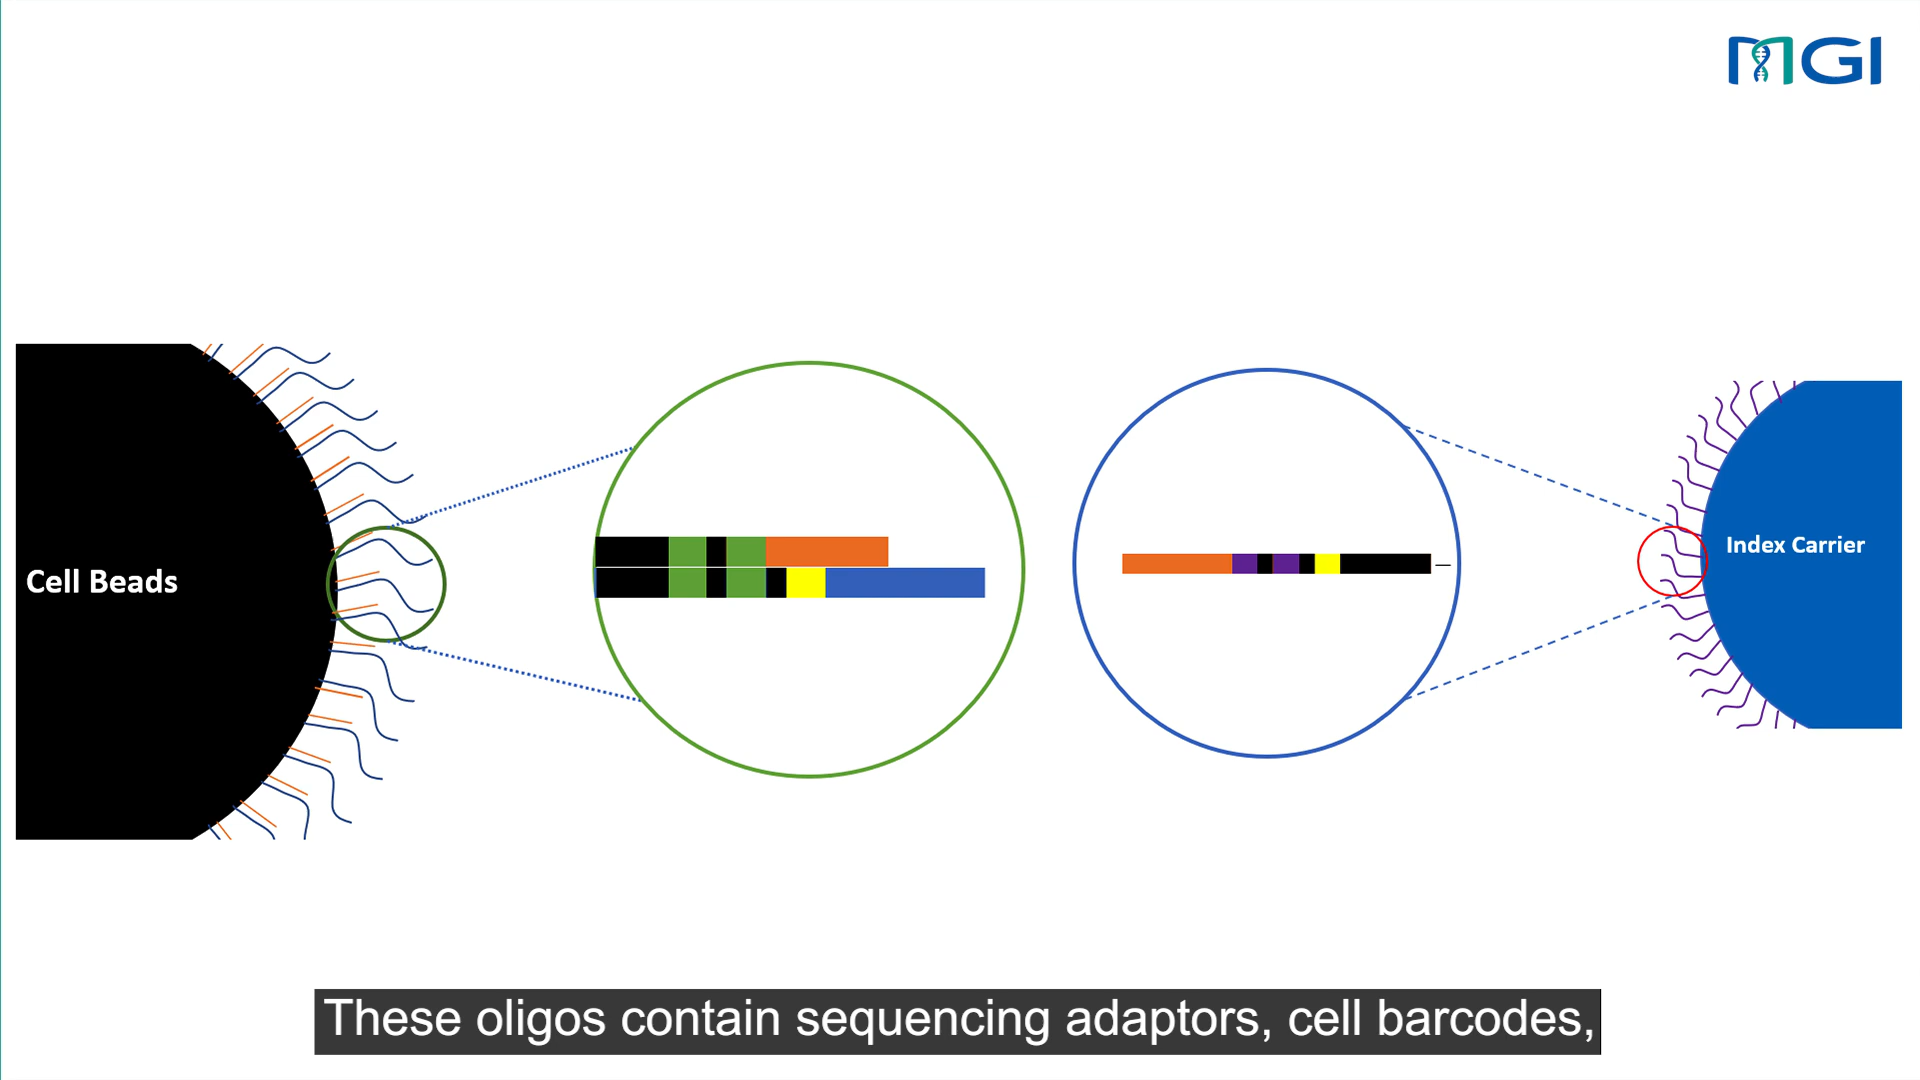 MGI
Cell Beads
Index Carrier
These oligos contain sequencing adaptors, cell barcodes,